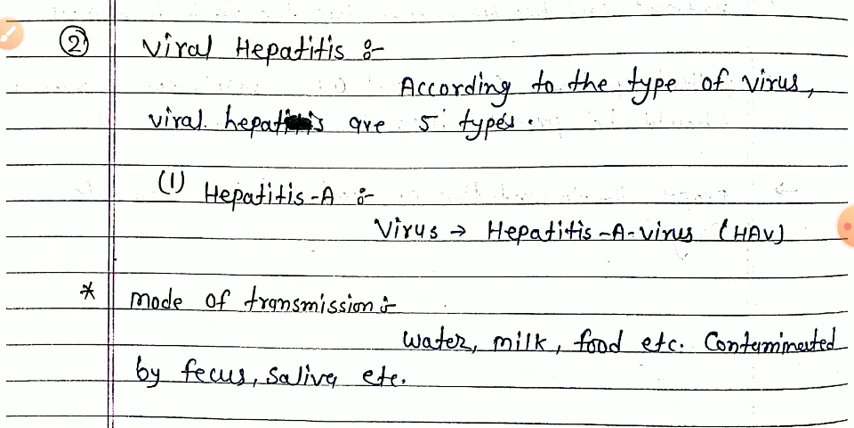 ② Viral Hepatitis :-
According to the type of virus,
viral hepatitis are 5 types.
(1) Hepatitis-A :-
Virus → Hepatitis-A-virus (HAV)
* Mode of transmission :-
Water, milk, food etc. Contaminated
by fecus, saliva etc.